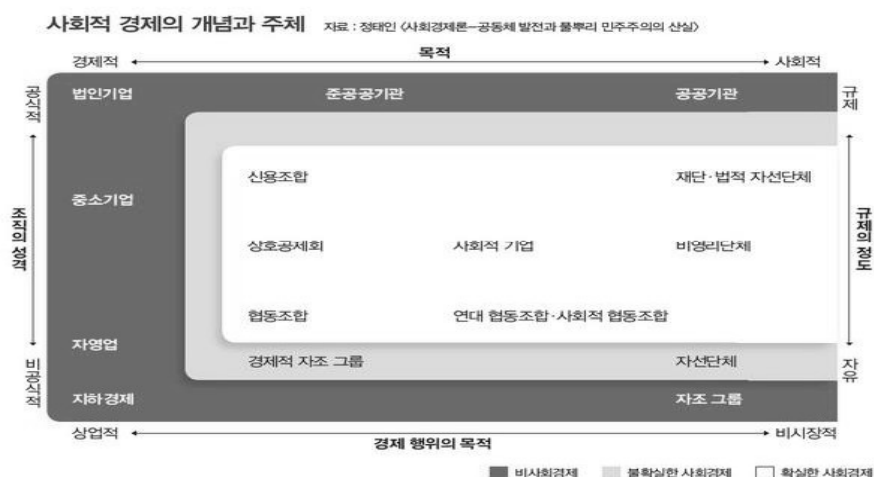 사회적 경제의 개념과 주체 자료 : 정태인 〈사회경제론—공동체 발전과 풀뿌리 민주주의의 산실〉
목적
경제적 사회적
공식적
법인기업 준공공기관 공공기관
규제
신용조합 재단·법적 자선단체
중소기업
조직의 성격
상호공제회 사회적 기업 비영리단체
규제의 정도
협동조합 연대 협동조합·사회적 협동조합
자영업
경제적 자조 그룹 자선단체
비공식적
자유
지하경제 자조 그룹
상업적 비시장적
경제 행위의 목적
비사회경제 불확실한 사회경제 확실한 사회경제